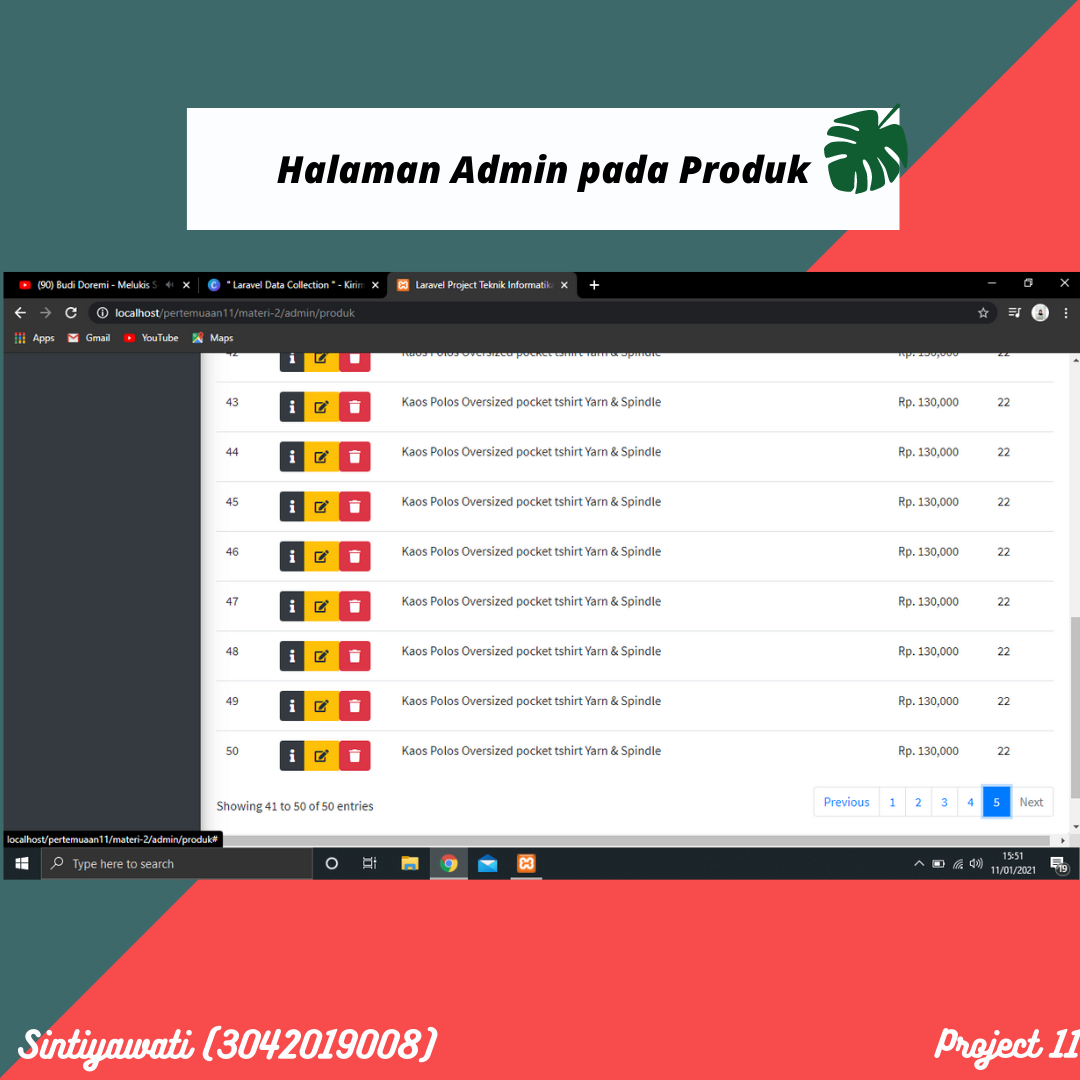 Halaman Admin pada Produk
(90) Budi Doremi - Melukis S
" Laravel Data Collection " - Kirim
Laravel Project Teknik Informatika
localhost/pertemuaan11/materi-2/admin/produk
Apps Gmail YouTube Maps
42 Kaos Polos Oversized pocket tshirt Yarn & Spindle Rp. 130,000 22
43 Kaos Polos Oversized pocket tshirt Yarn & Spindle Rp. 130,000 22
44 Kaos Polos Oversized pocket tshirt Yarn & Spindle Rp. 130,000 22
45 Kaos Polos Oversized pocket tshirt Yarn & Spindle Rp. 130,000 22
46 Kaos Polos Oversized pocket tshirt Yarn & Spindle Rp. 130,000 22
47 Kaos Polos Oversized pocket tshirt Yarn & Spindle Rp. 130,000 22
48 Kaos Polos Oversized pocket tshirt Yarn & Spindle Rp. 130,000 22
49 Kaos Polos Oversized pocket tshirt Yarn & Spindle Rp. 130,000 22
50 Kaos Polos Oversized pocket tshirt Yarn & Spindle Rp. 130,000 22
Showing 41 to 50 of 50 entries
Previous 1 2 3 4 5 Next
localhost/pertemuaan11/materi-2/admin/produk#
Type here to search
15:51
11/01/2021
19
Sintiyawati (3042019008)
Project 11